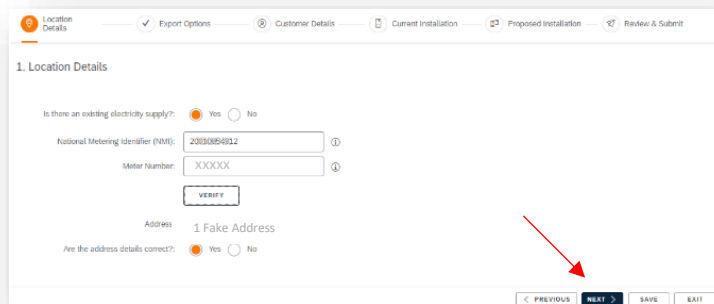 Location Details
Export Options
Customer Details
Current Installation
Proposed Installation
Review & Submit
1. Location Details
Is there an existing electricity supply?: Yes No
National Metering Identifier (NMI):
Meter Number: XXXXX
VERIFY
Address 1 Fake Address
Are the address details correct?: Yes No
< PREVIOUS NEXT > SAVE EXIT